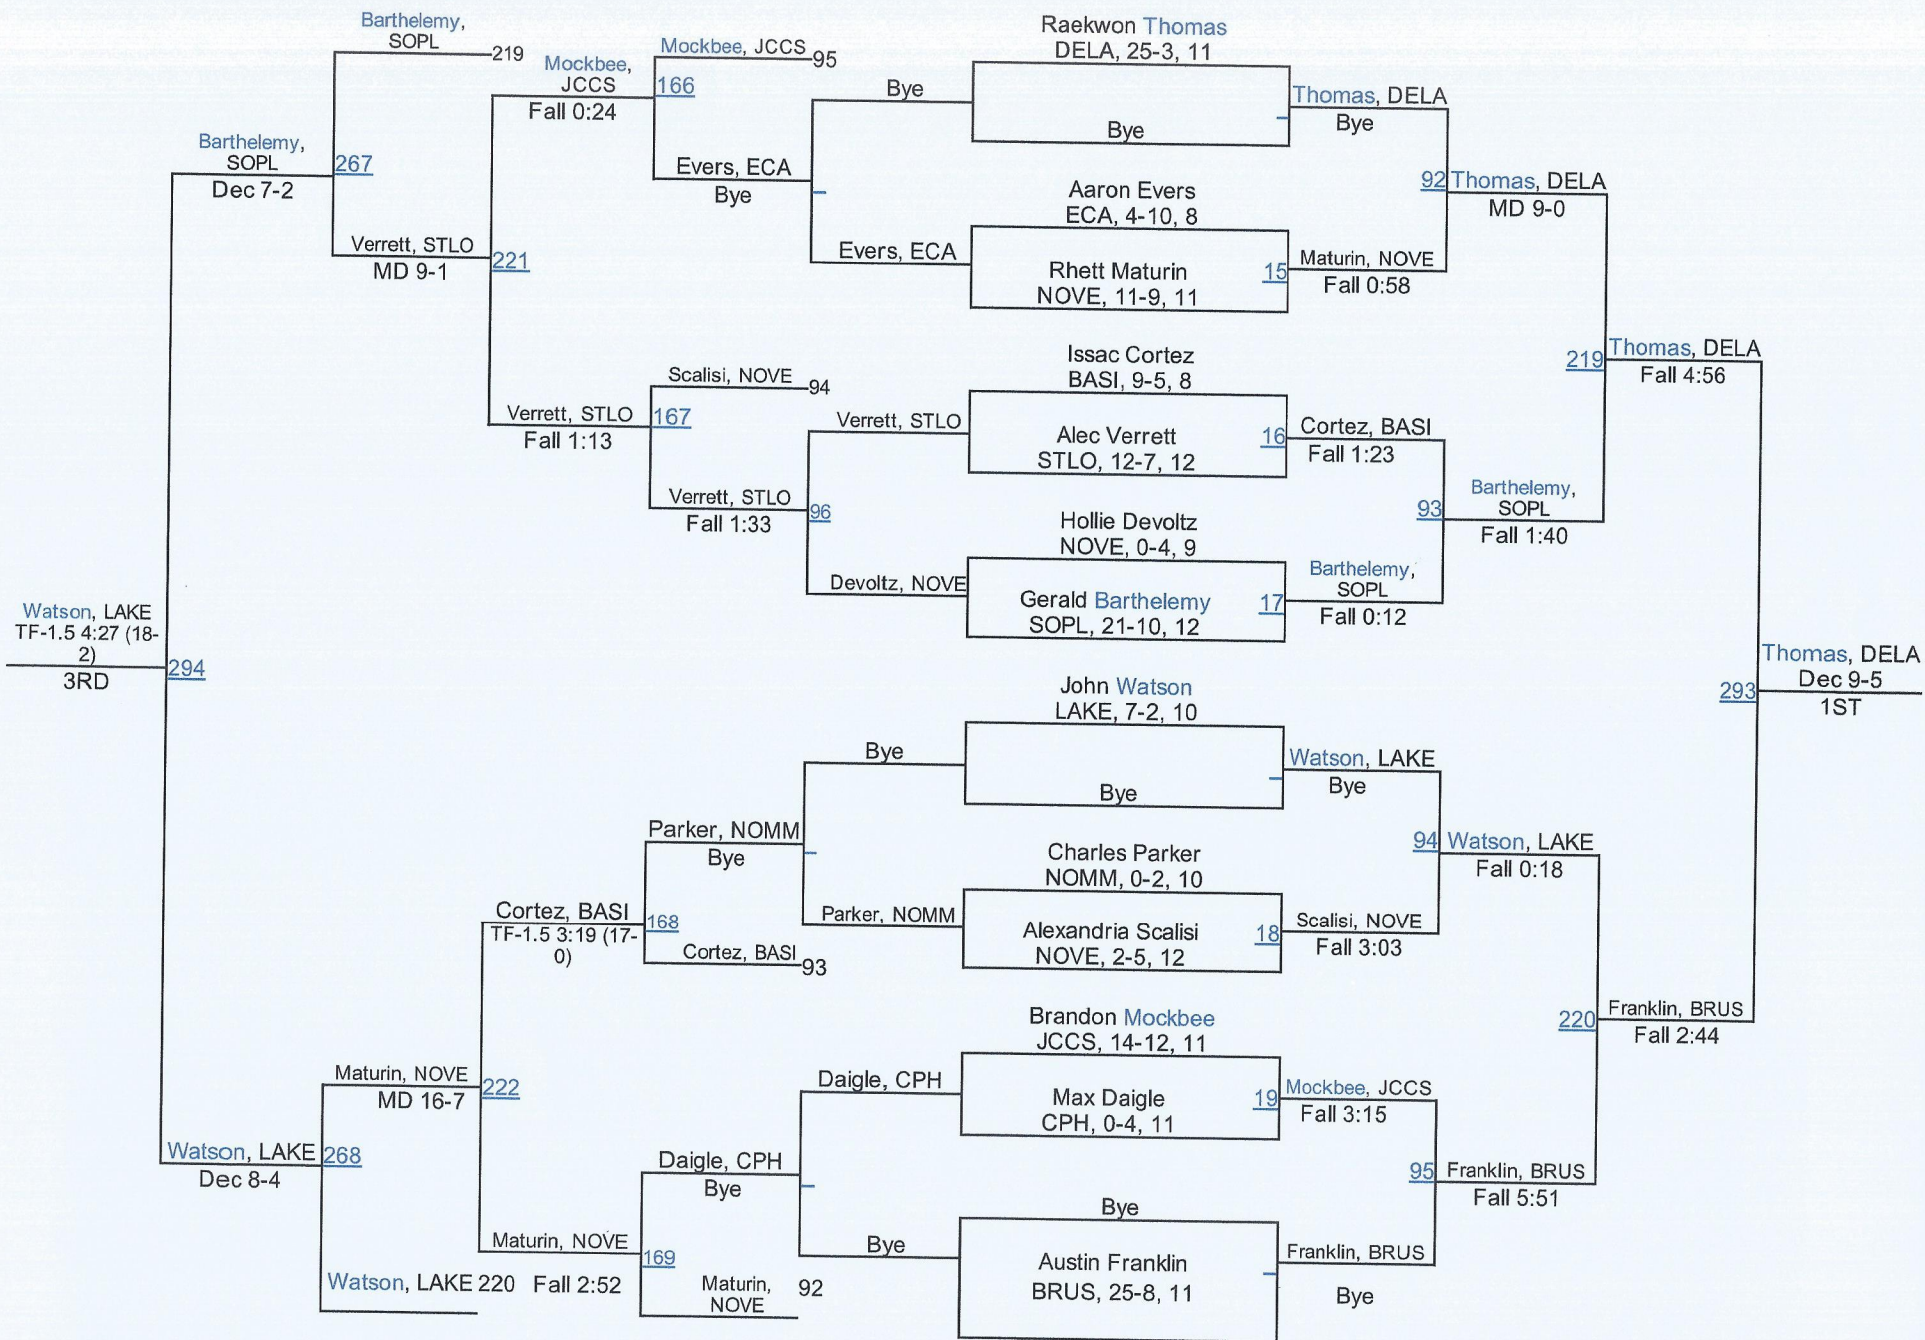 Barthelemy,
SOPL
219
Barthelemy,
SOPL
Dec 7-2
267
Verrett, STLO
MD 9-1
221
Mockbee,
JCCS
Fall 0:24
Mockbee, JCCS
95
166
Evers, ECA
Bye
Bye
Evers, ECA
Scalisi, NOVE
94
Verrett, STLO
Fall 1:13
167
Verrett, STLO
Fall 1:33
96
Verrett, STLO
Devoltz, NOVE
Watson, LAKE
TF-1.5 4:27 (18-
2)
3RD
294
Parker, NOMM
Bye
Bye
Parker, NOMM
Cortez, BASI
TF-1.5 3:19 (17-
0)
168
Cortez, BASI
93
Maturin, NOVE
MD 16-7
222
Watson, LAKE
Dec 8-4
268
Watson, LAKE 220
Daigle, CPH
Bye
Daigle, CPH
Bye
Maturin, NOVE
Fall 2:52
169
Maturin,
NOVE
92
Raekwon Thomas
DELA, 25-3, 11
Bye
Aaron Evers
ECA, 4-10, 8
Rhett Maturin
NOVE, 11-9, 11
15
Issac Cortez
BASI, 9-5, 8
Alec Verrett
STLO, 12-7, 12
16
Hollie Devoltz
NOVE, 0-4, 9
Gerald Barthelemy
SOPL, 21-10, 12
17
John Watson
LAKE, 7-2, 10
Bye
Charles Parker
NOMM, 0-2, 10
Alexandria Scalisi
NOVE, 2-5, 12
18
Brandon Mockbee
JCCS, 14-12, 11
Max Daigle
CPH, 0-4, 11
19
Bye
Austin Franklin
BRUS, 25-8, 11
Thomas, DELA
Bye
Maturin, NOVE
Fall 0:58
92
Thomas, DELA
MD 9-0
Cortez, BASI
Fall 1:23
Barthelemy,
SOPL
Fall 0:12
93
Barthelemy,
SOPL
Fall 1:40
219
Thomas, DELA
Fall 4:56
Watson, LAKE
Bye
Scalisi, NOVE
Fall 3:03
94
Watson, LAKE
Fall 0:18
Mockbee, JCCS
Fall 3:15
Franklin, BRUS
Bye
95
Franklin, BRUS
Fall 5:51
220
Franklin, BRUS
Fall 2:44
293
Thomas, DELA
Dec 9-5
1ST